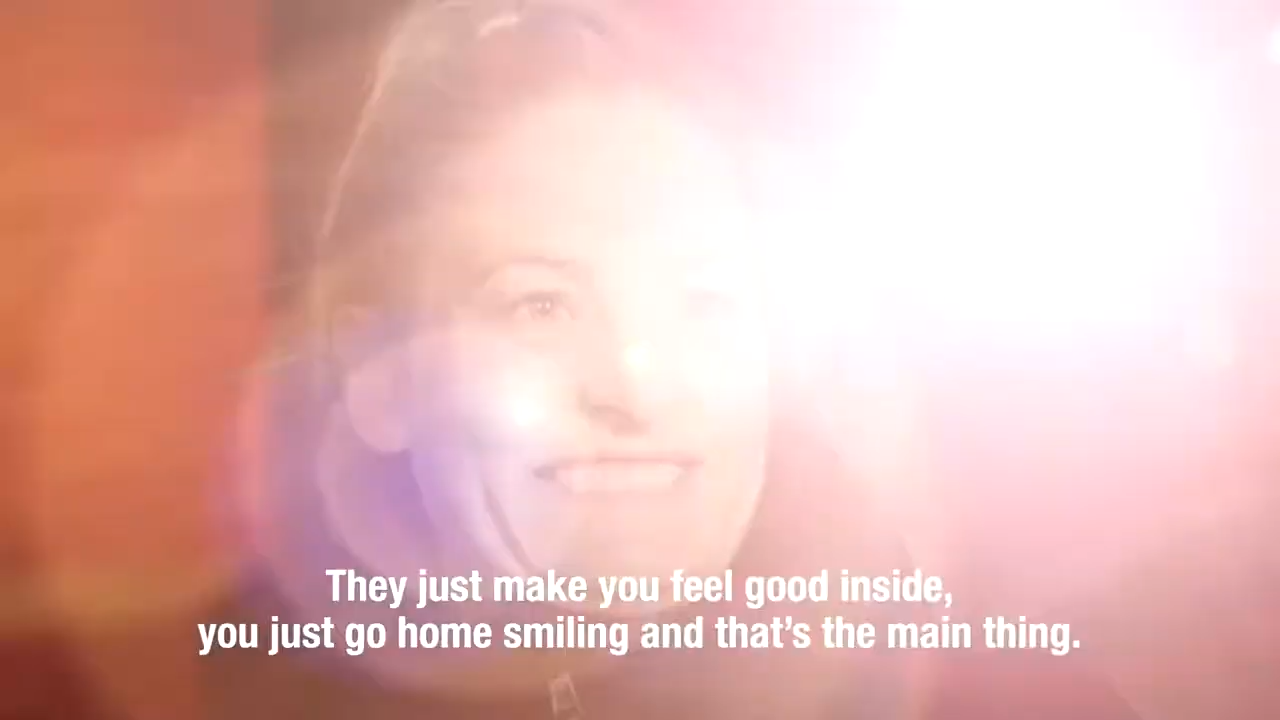 They just make you feel good inside,
you just go home smiling and that's the main thing.